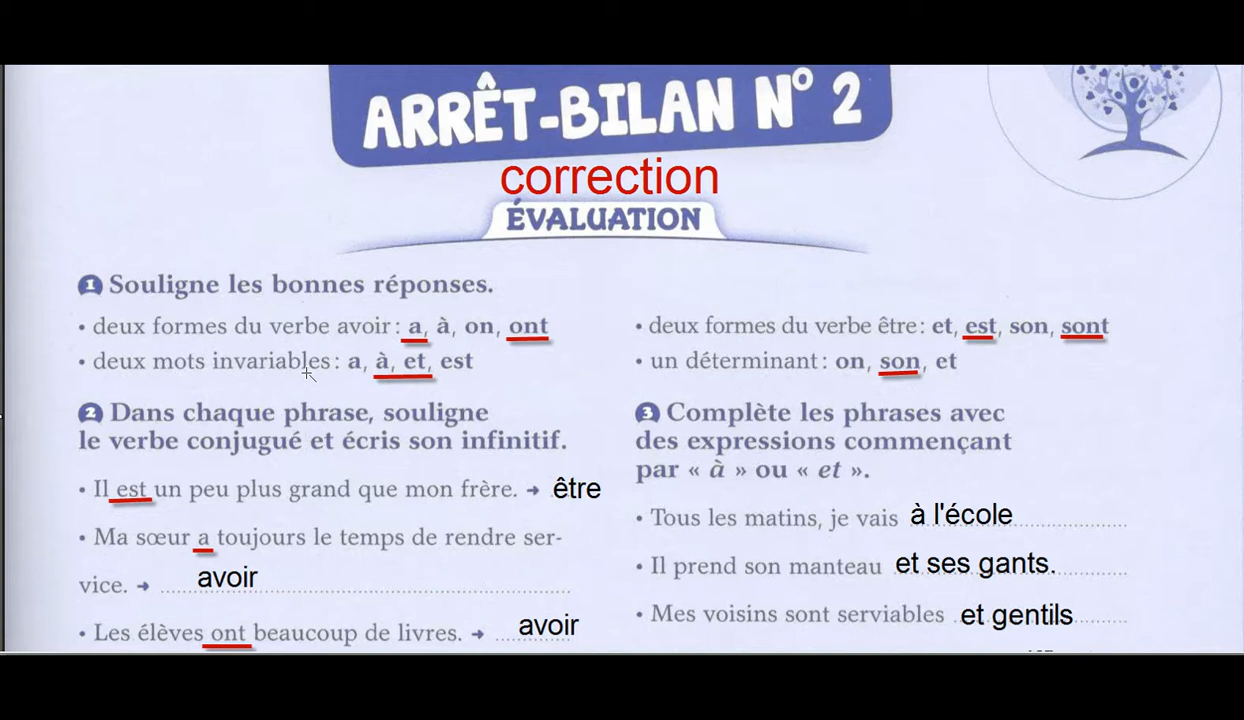 ARRÊT-BILAN N° 2
correction
ÉVALUATION
1 Souligne les bonnes réponses.
• deux formes du verbe avoir : a, à, on, ont
• deux mots invariables : a, à, et, est
• deux formes du verbe être : et, est, son, sont
• un déterminant : on, son, et
2 Dans chaque phrase, souligne
le verbe conjugué et écris son infinitif.
• Il est un peu plus grand que mon frère. → être
• Ma sœur a toujours le temps de rendre ser-
vice. → avoir
• Les élèves ont beaucoup de livres. → avoir
3 Complète les phrases avec
des expressions commençant
par « à » ou « et ».
• Tous les matins, je vais à l'école
• Il prend son manteau et ses gants.
• Mes voisins sont serviables et gentils